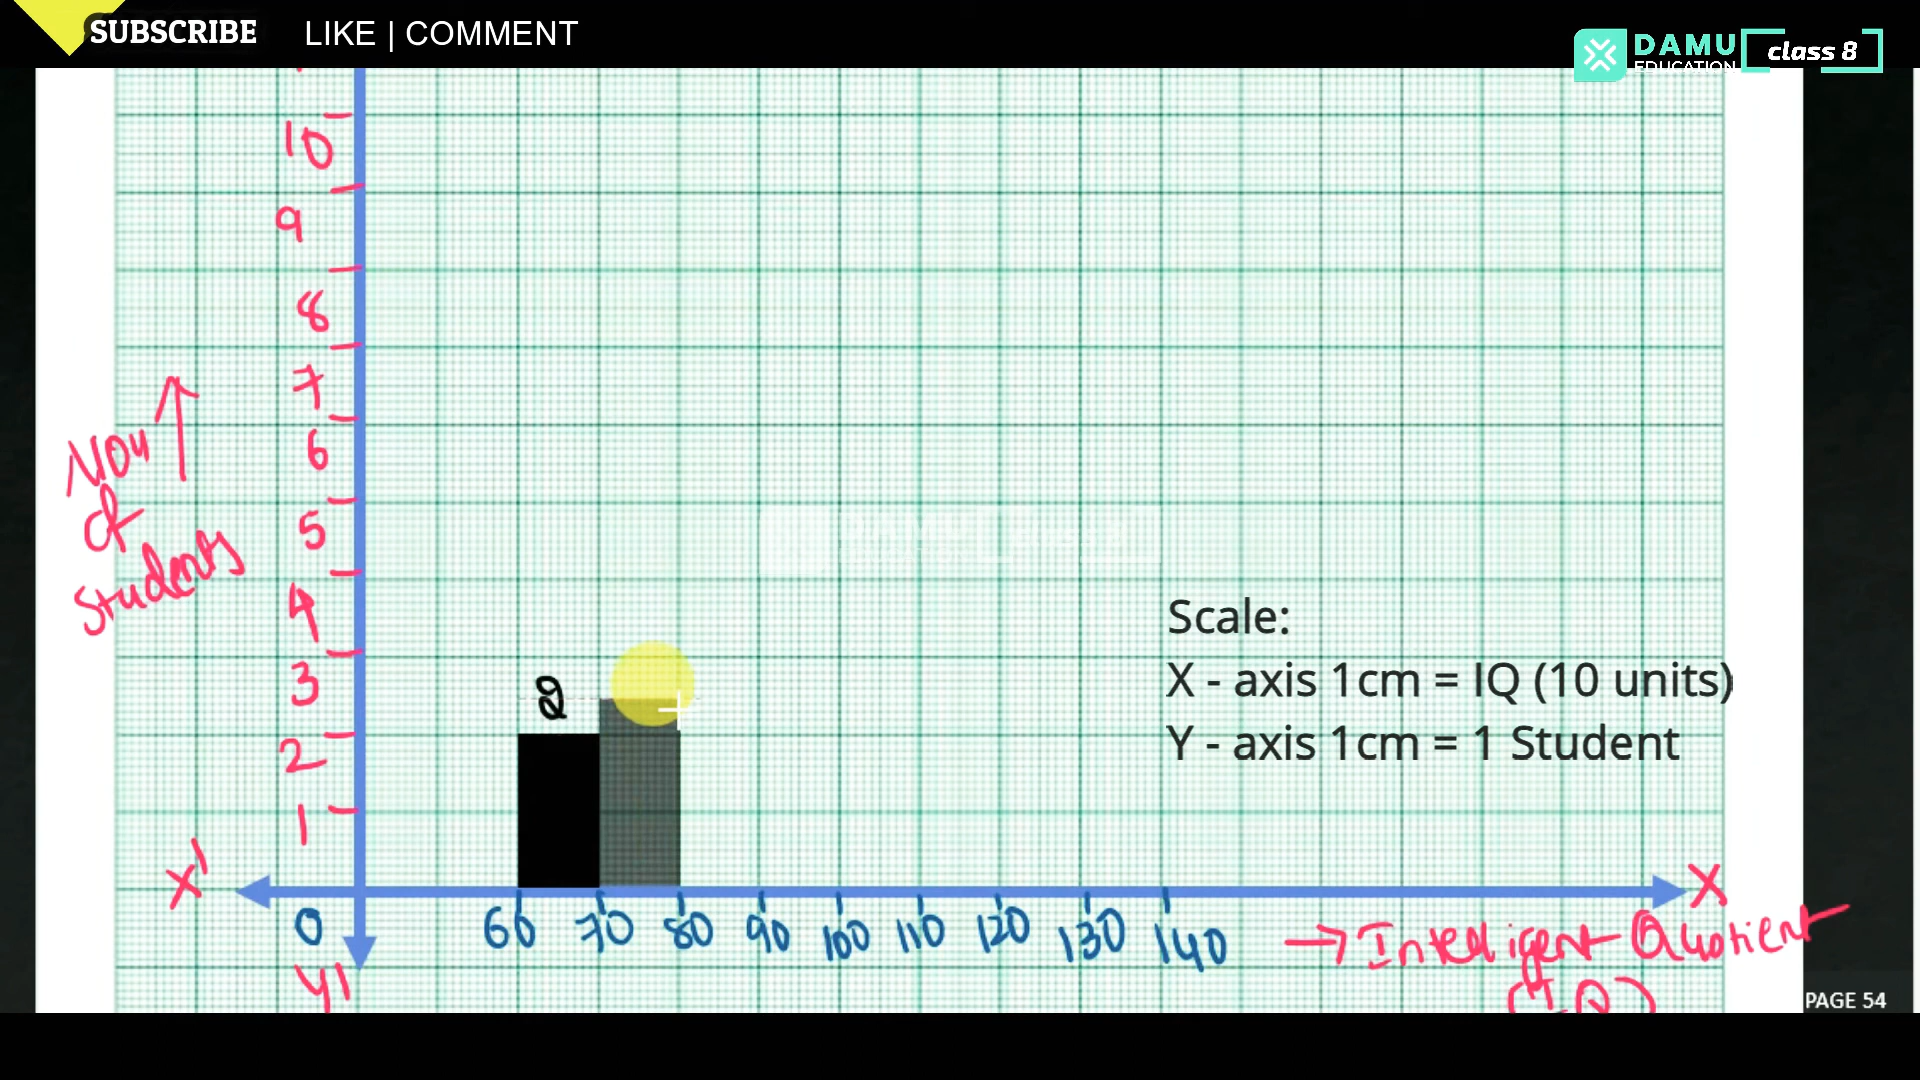 SUBSCRIBE LIKE | COMMENT
DAMU
EDUCATION
class 8
10
9
8
7
6
5
4
3
2
1
of
Students
2
Scale:
X - axis 1cm = IQ (10 units)
Y - axis 1cm = 1 Student
X'
X
0 60 70 80 90 100 110 120 130 140
Y'
→ Intelligent Quotient
(I.Q)
PAGE 54